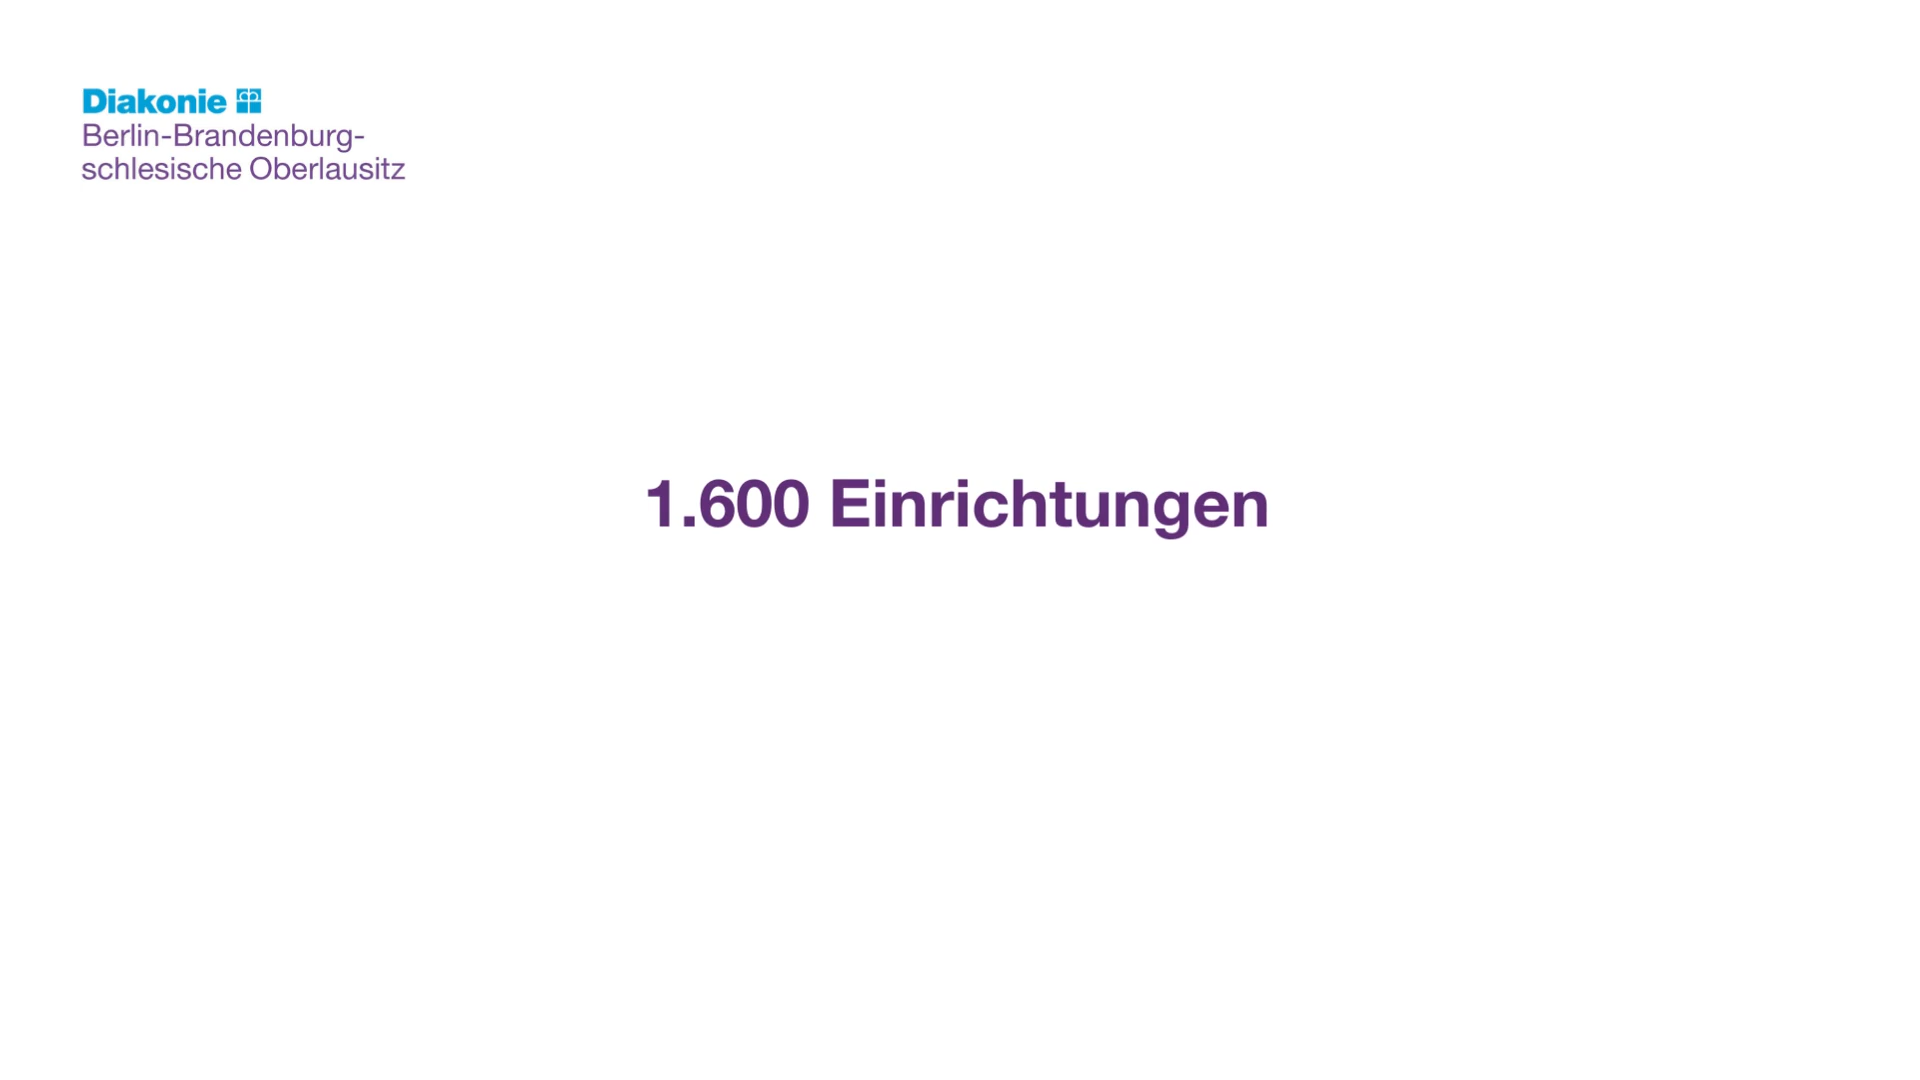 Diakonie
Berlin-Brandenburg-
schlesische Oberlausitz
1.600 Einrichtungen